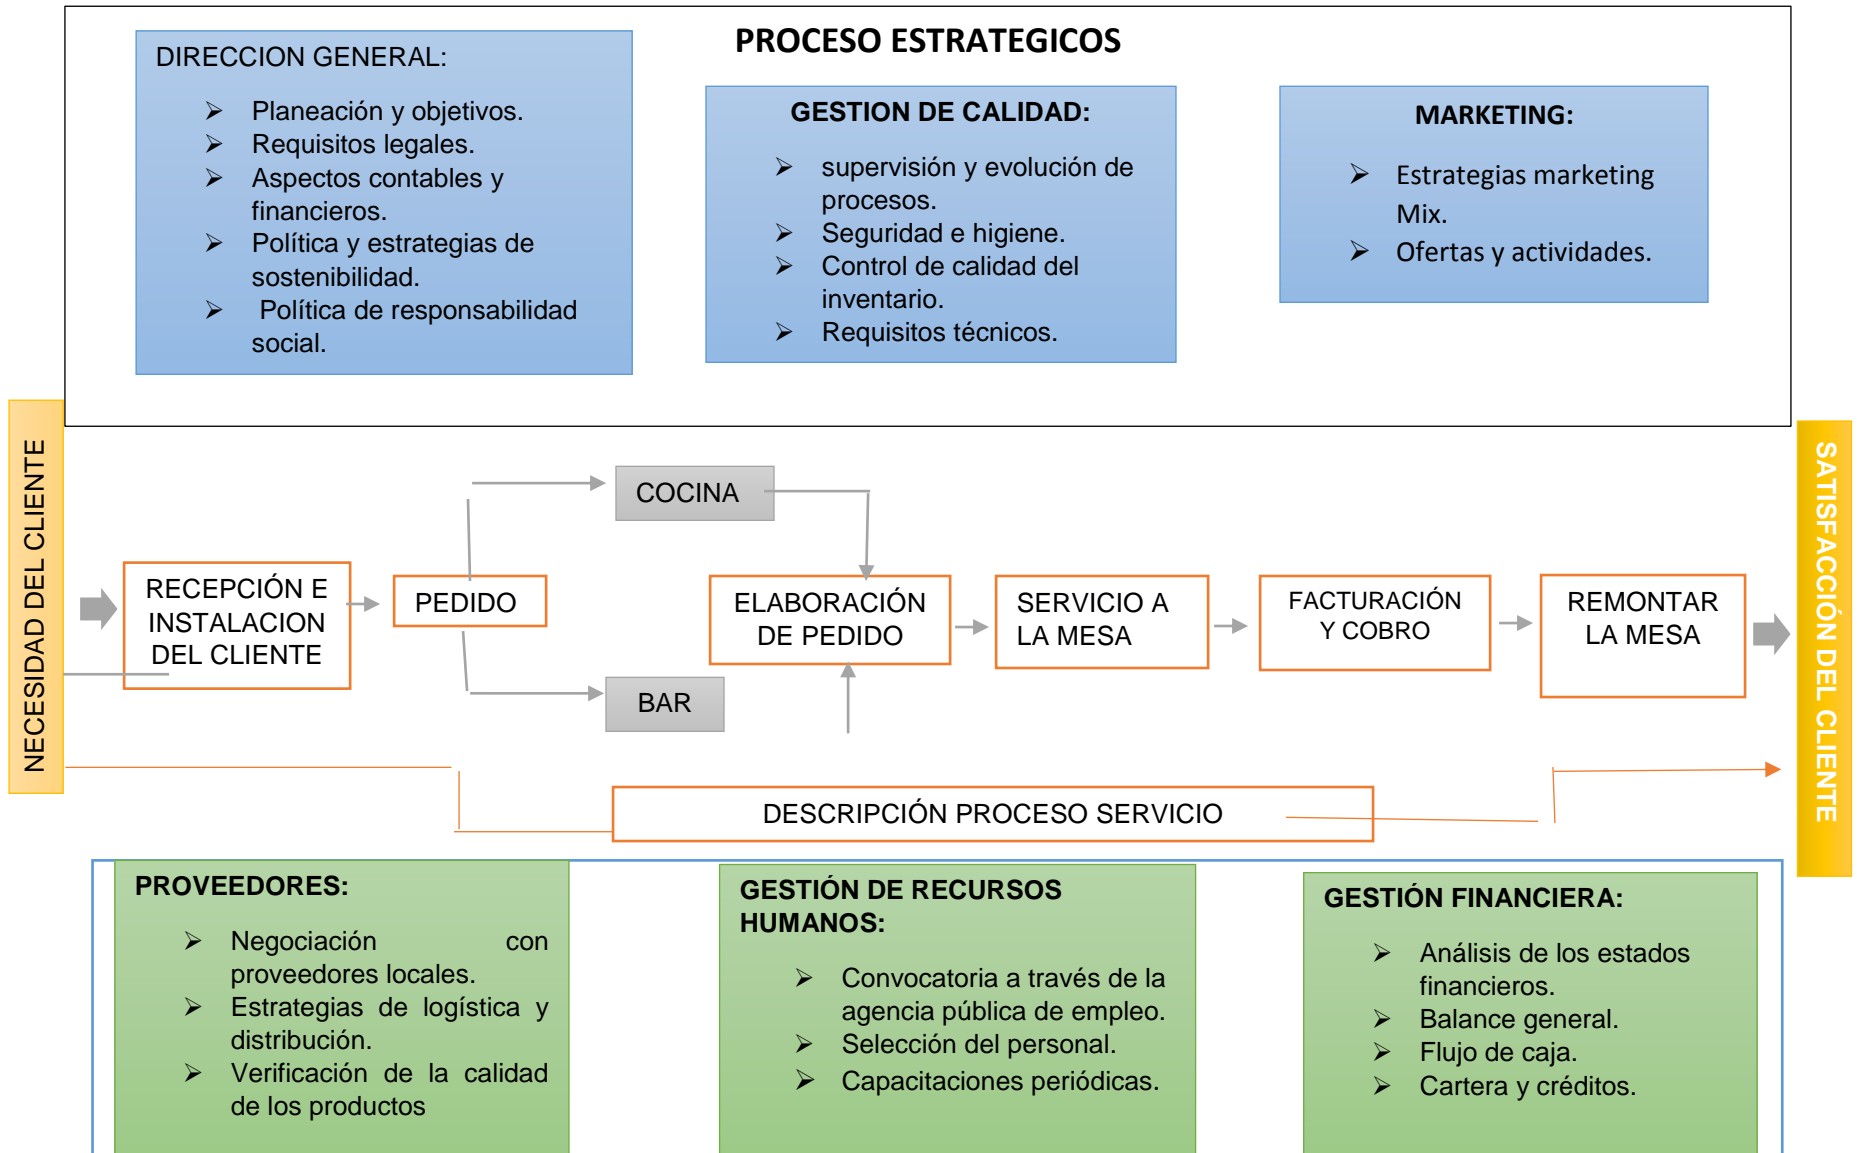 PROCESO ESTRATEGICOS
DIRECCION GENERAL:
➢ Planeación y objetivos.
➢ Requisitos legales.
➢ Aspectos contables y
financieros.
➢ Política y estrategias de
sostenibilidad.
➢ Política de responsabilidad
social.
GESTION DE CALIDAD:
➢ supervisión y evolución de
procesos.
➢ Seguridad e higiene.
➢ Control de calidad del
inventario.
➢ Requisitos técnicos.
MARKETING:
➢ Estrategias marketing
Mix.
➢ Ofertas y actividades.
NECESIDAD DEL CLIENTE
RECEPCIÓN E
INSTALACION
DEL CLIENTE
PEDIDO
COCINA
BAR
ELABORACIÓN
DE PEDIDO
SERVICIO A
LA MESA
FACTURACIÓN
Y COBRO
REMONTAR
LA MESA
SATISFACCIÓN DEL CLIENTE
DESCRIPCIÓN PROCESO SERVICIO
PROVEEDORES:
➢ Negociación con
proveedores locales.
➢ Estrategias de logística y
distribución.
➢ Verificación de la calidad
de los productos
GESTIÓN DE RECURSOS
HUMANOS:
➢ Convocatoria a través de la
agencia pública de empleo.
➢ Selección del personal.
➢ Capacitaciones periódicas.
GESTIÓN FINANCIERA:
➢ Análisis de los estados
financieros.
➢ Balance general.
➢ Flujo de caja.
➢ Cartera y créditos.